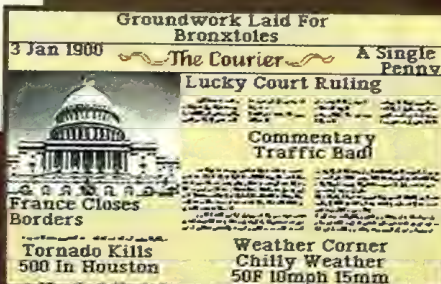 Groundwork Laid For
Bronxtoles
3 Jan 1900
The Courier
A Single
Penny
Lucky Court Ruling
Commentary
Traffic Bad!
France Closes
Borders
Tornado Kills
500 In Houston
Weather Corner
Chilly Weather
50F 10mph 15mm